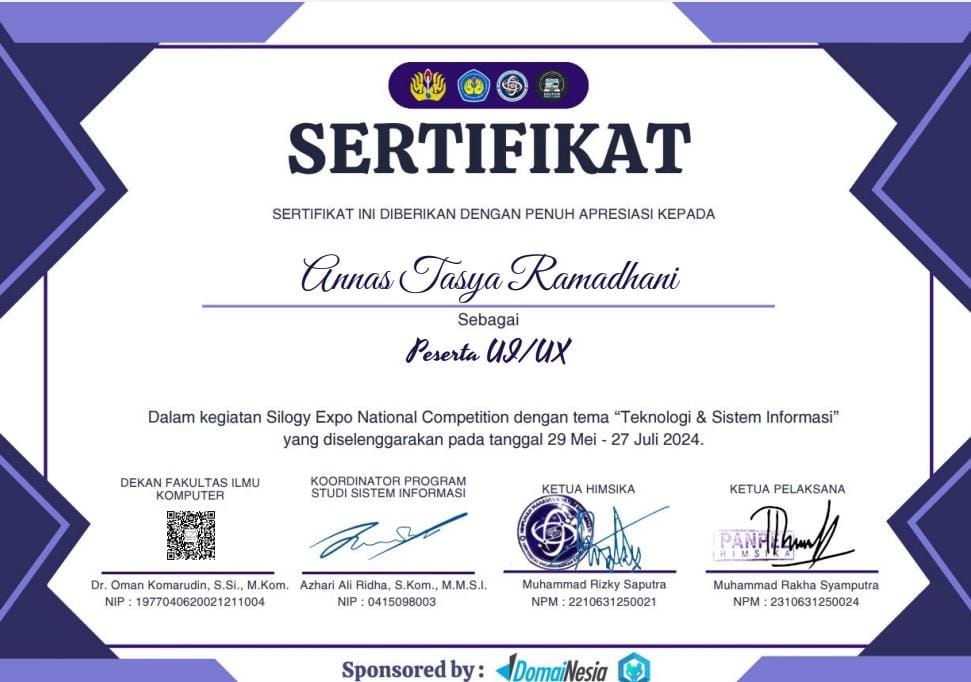 SERTIFIKAT
SERTIFIKAT INI DIBERIKAN DENGAN PENUH APRESIASI KEPADA
Annas Tasya Ramadhani
Sebagai
Peserta UI/UX
Dalam kegiatan Silogy Expo National Competition dengan tema “Teknologi & Sistem Informasi”
yang diselenggarakan pada tanggal 29 Mei - 27 Juli 2024.
DEKAN FAKULTAS ILMU
KOMPUTER
Dr. Oman Komarudin, S.Si., M.Kom.
NIP : 1977040620021211004
KOORDINATOR PROGRAM
STUDI SISTEM INFORMASI
Azhari Ali Ridha, S.Kom., M.M.S.I.
NIP : 0415098003
KETUA HIMSIKA
Muhammad Rizky Saputra
NPM : 2210631250021
KETUA PELAKSANA
HIMSIKA
Muhammad Rakha Syamputra
NPM : 2310631250024
Sponsored by : DomaiNesia